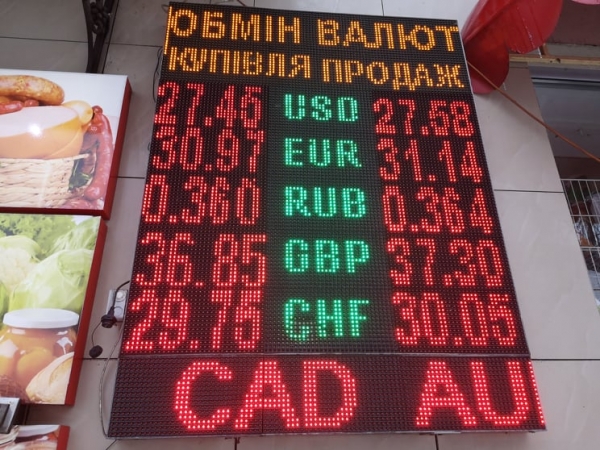 ОБМІН ВАЛЮТ
КУПІВЛЯ ПРОДАЖ
27.45 USD 27.58
30.97 EUR 31.14
0.360 RUB 0.364
36.85 GBP 37.30
29.75 CHF 30.05
CAD AU